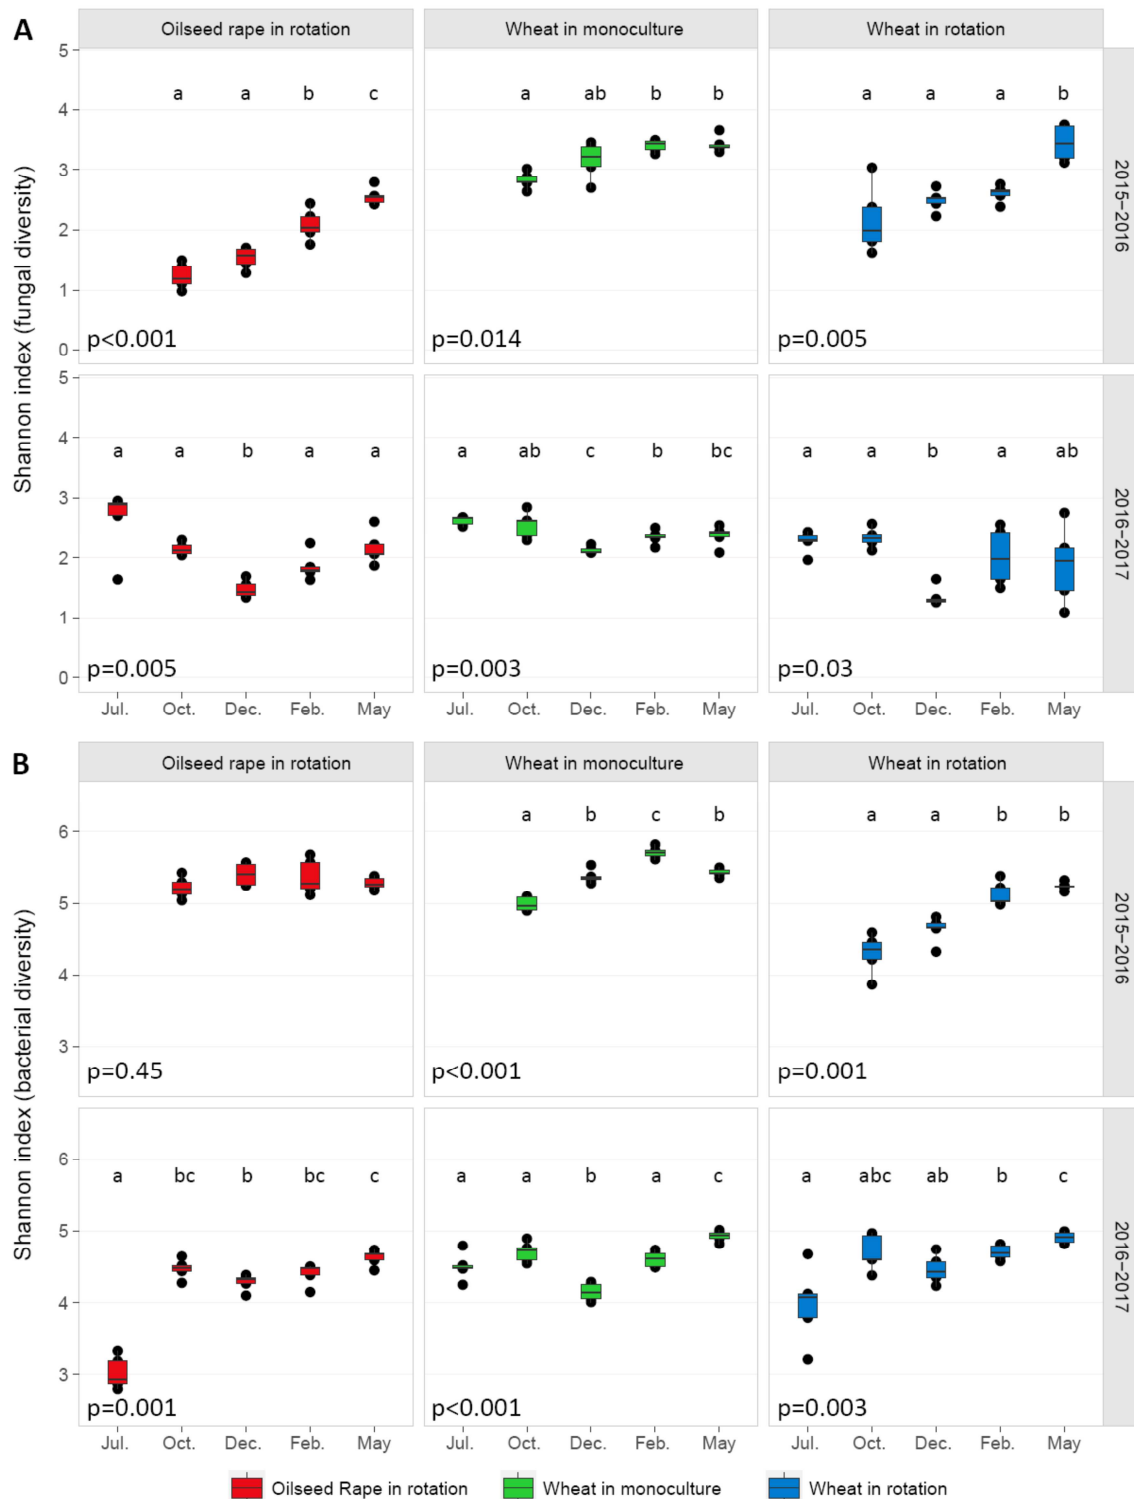 A
Oilseed rape in rotation Wheat in monoculture Wheat in rotation
Shannon index (fungal diversity)
5
4
3
2
1
0
a a b c
a ab b b
a a a b
p<0.001
p=0.014
p=0.005
2015−2016
5
4
3
2
1
0
a a b a a
a ab c b bc
a a b a ab
p=0.005
p=0.003
p=0.03
2016−2017
Jul. Oct. Dec. Feb. May
Jul. Oct. Dec. Feb. May
Jul. Oct. Dec. Feb. May
B
Oilseed rape in rotation Wheat in monoculture Wheat in rotation
Shannon index (bacterial diversity)
6
5
4
3
a b c b
a a b b
p=0.45
p<0.001
p=0.001
2015−2016
6
5
4
3
a bc b bc c
a a b a c
a abc ab b c
p=0.001
p<0.001
p=0.003
2016−2017
Jul. Oct. Dec. Feb. May
Jul. Oct. Dec. Feb. May
Jul. Oct. Dec. Feb. May
Oilseed Rape in rotation Wheat in monoculture Wheat in rotation